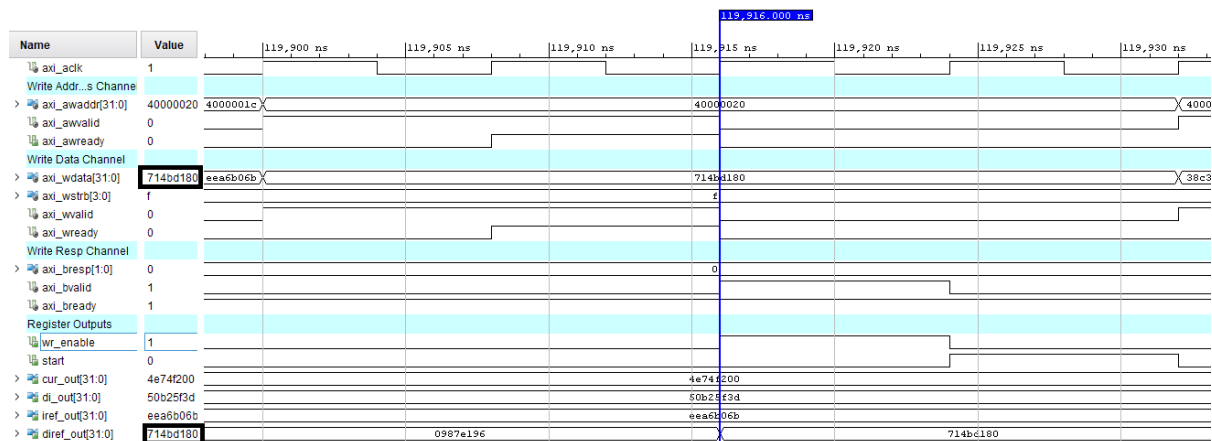 119,916.000 ns
Name Value 119,900 ns 119,905 ns 119,910 ns 119,915 ns 119,920 ns 119,925 ns 119,930 ns
axi_aclk 1
Write Addr...s Channel
axi_awaddr[31:0] 40000020 4000001c 40000020 4000
axi_awvalid 0
axi_awready 0
Write Data Channel
axi_wdata[31:0] 714bd180 eea6b06b 714bd180 38c3
axi_wstrb[3:0] f f
axi_wvalid 0
axi_wready 0
Write Resp Channel
axi_bresp[1:0] 0 0
axi_bvalid 1
axi_bready 1
Register Outputs
wr_enable 1
start 0
cur_out[31:0] 4e74f200 4e74f200
di_out[31:0] 50b25f3d 50b25f3d
iref_out[31:0] eea6b06b eea6b06b
diref_out[31:0] 714bd180 0987e196 714bd180